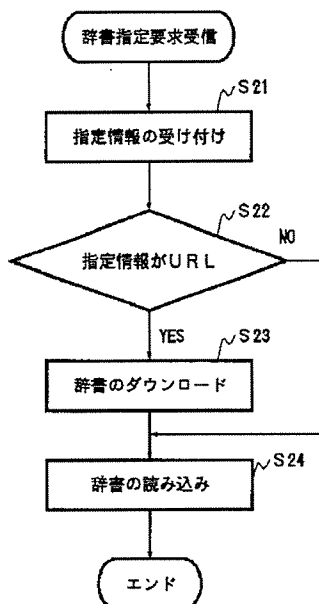 辞書指定要求受信
S21
指定情報の受け付け
S22
指定情報がURL
NO
YES
S23
辞書のダウンロード
S24
辞書の読み込み
エンド